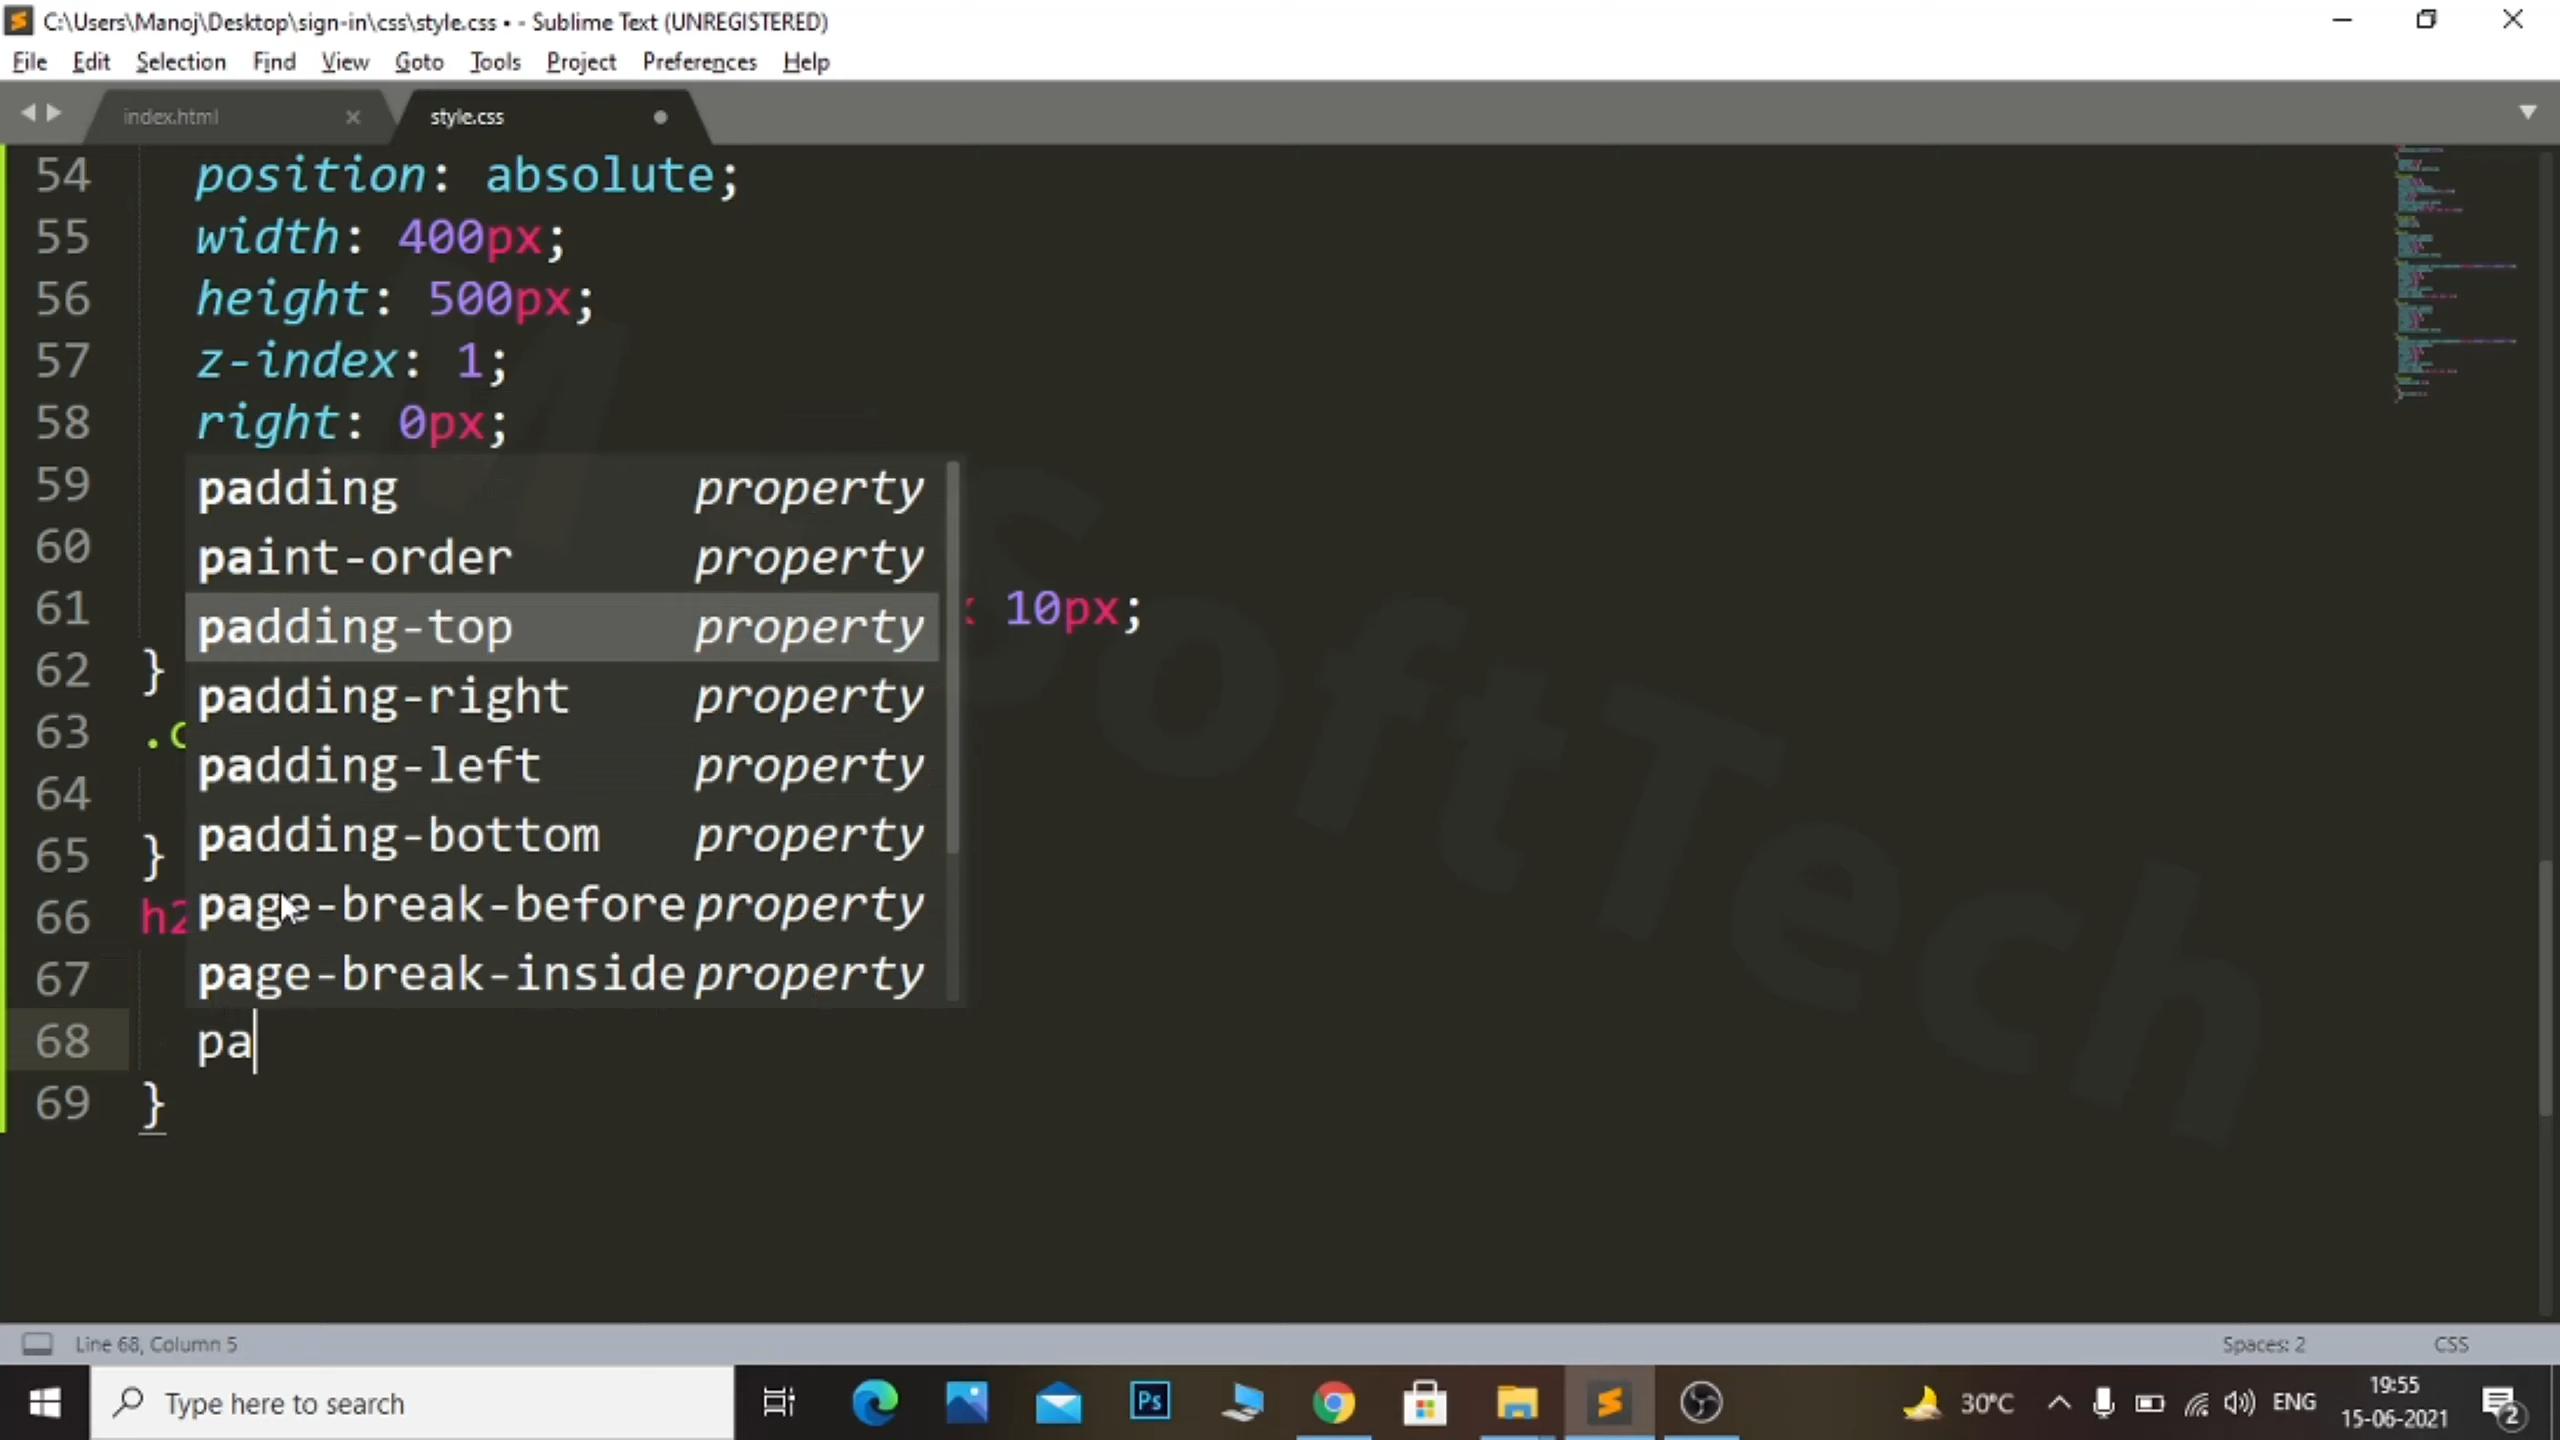 C:\Users\Manoj\Desktop\sign-in\css\style.css • - Sublime Text (UNREGISTERED)
File Edit Selection Find View Goto Tools Project Preferences Help
index.html style.css
54 position: absolute;
55 width: 400px;
56 height: 500px;
57 z-index: 1;
58 right: 0px;
59 padding property
60 paint-order property
61 10px;
padding-top property
62 } padding-right property
63 .c padding-left property
64 padding-bottom property
65 }
66 h2 page-break-before property
67 page-break-inside property
68 pa
69 }
M SoftTech
Line 68, Column 5 Spaces: 2 CSS
Type here to search Ps 30°C ENG 19:55
15-06-2021 2